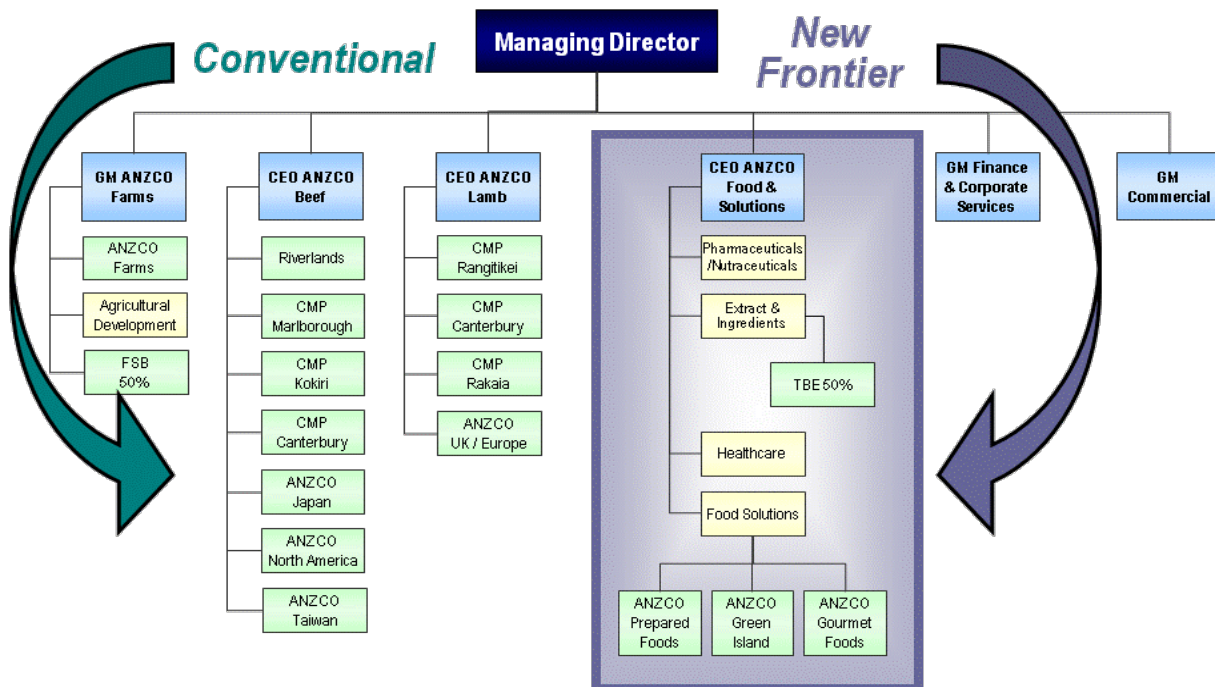 Conventional
Managing Director
New
Frontier
GM ANZCO
Farms
CEO ANZCO
Beef
CEO ANZCO
Lamb
CEO ANZCO
Food &
Solutions
GM Finance
& Corporate
Services
GM
Commercial
ANZCO
Farms
Agricultural
Development
FSB
50%
Riverlands
CMP
Marlborough
CMP
Kokiri
CMP
Canterbury
ANZCO
Japan
ANZCO
North America
ANZCO
Taiwan
CMP
Rangitikei
CMP
Canterbury
CMP
Rakaia
ANZCO
UK / Europe
Pharmaceuticals
/Nutraceuticals
Extract &
Ingredients
TBE 50%
Healthcare
Food Solutions
ANZCO
Prepared
Foods
ANZCO
Green
Island
ANZCO
Gourmet
Foods